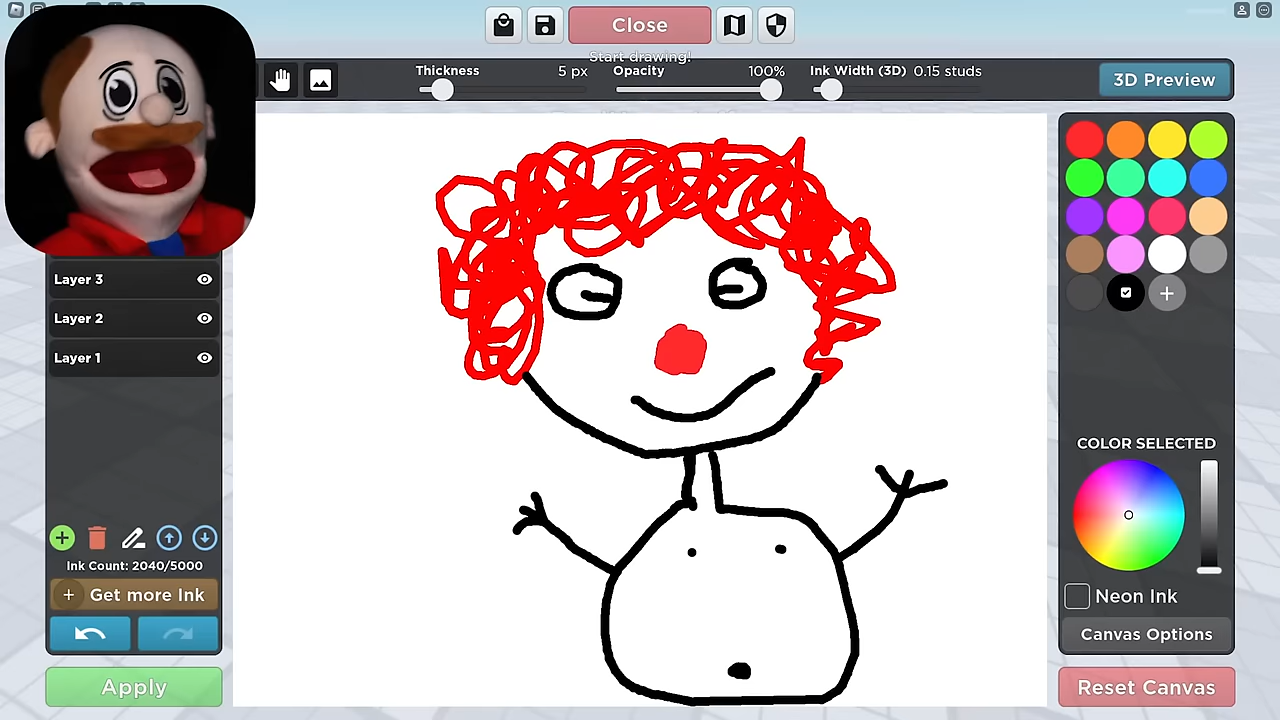 Close
Start drawing!
Thickness 5 px
Opacity 100%
Ink Width (3D) 0.15 studs
3D Preview
Layer 3
Layer 2
Layer 1
Ink Count: 2040/5000
+ Get more Ink
Apply
COLOR SELECTED
Neon Ink
Canvas Options
Reset Canvas